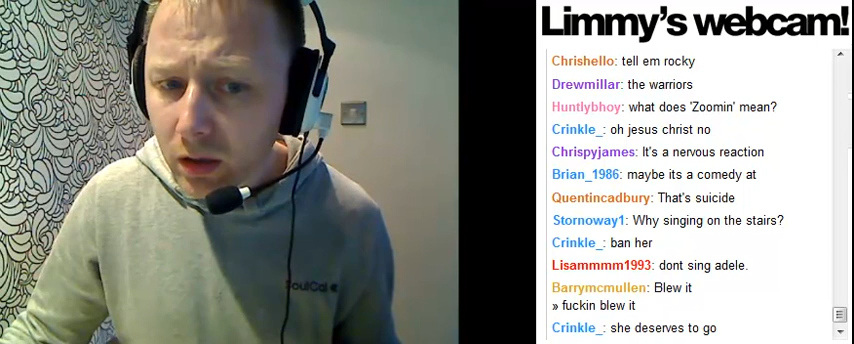 Limmy's webcam!
Chrishello: tell em rocky
Drewmillar: the warriors
Huntlybhoy: what does 'Zoomin' mean?
Crinkle_: oh jesus christ no
Chrispyjames: It's a nervous reaction
Brian_1986: maybe its a comedy at
Quentincadbury: That's suicide
Stornoway1: Why singing on the stairs?
Crinkle_: ban her
Lisammmm1993: dont sing adele.
Barrymcmullen: Blew it
» fuckin blew it
Crinkle_: she deserves to go
SoulCal